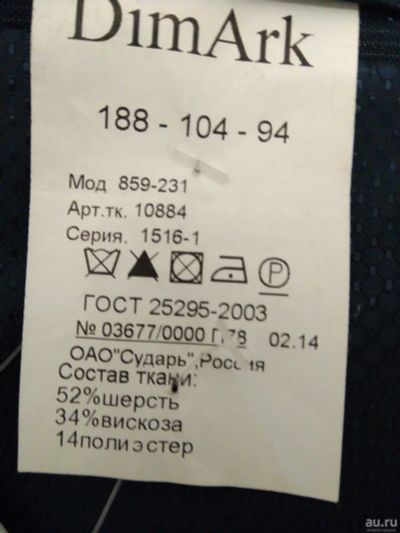 DimArk
188 - 104 - 94
Мод 859-231
Арт.тк. 10884
Серия. 1516-1
P
ГОСТ 25295-2003
№ 03677/0000 П78 02.14
ОАО"Сударь",Россия
Состав ткани:
52%шерсть
34%вискоза
14полиэстер
au.ru